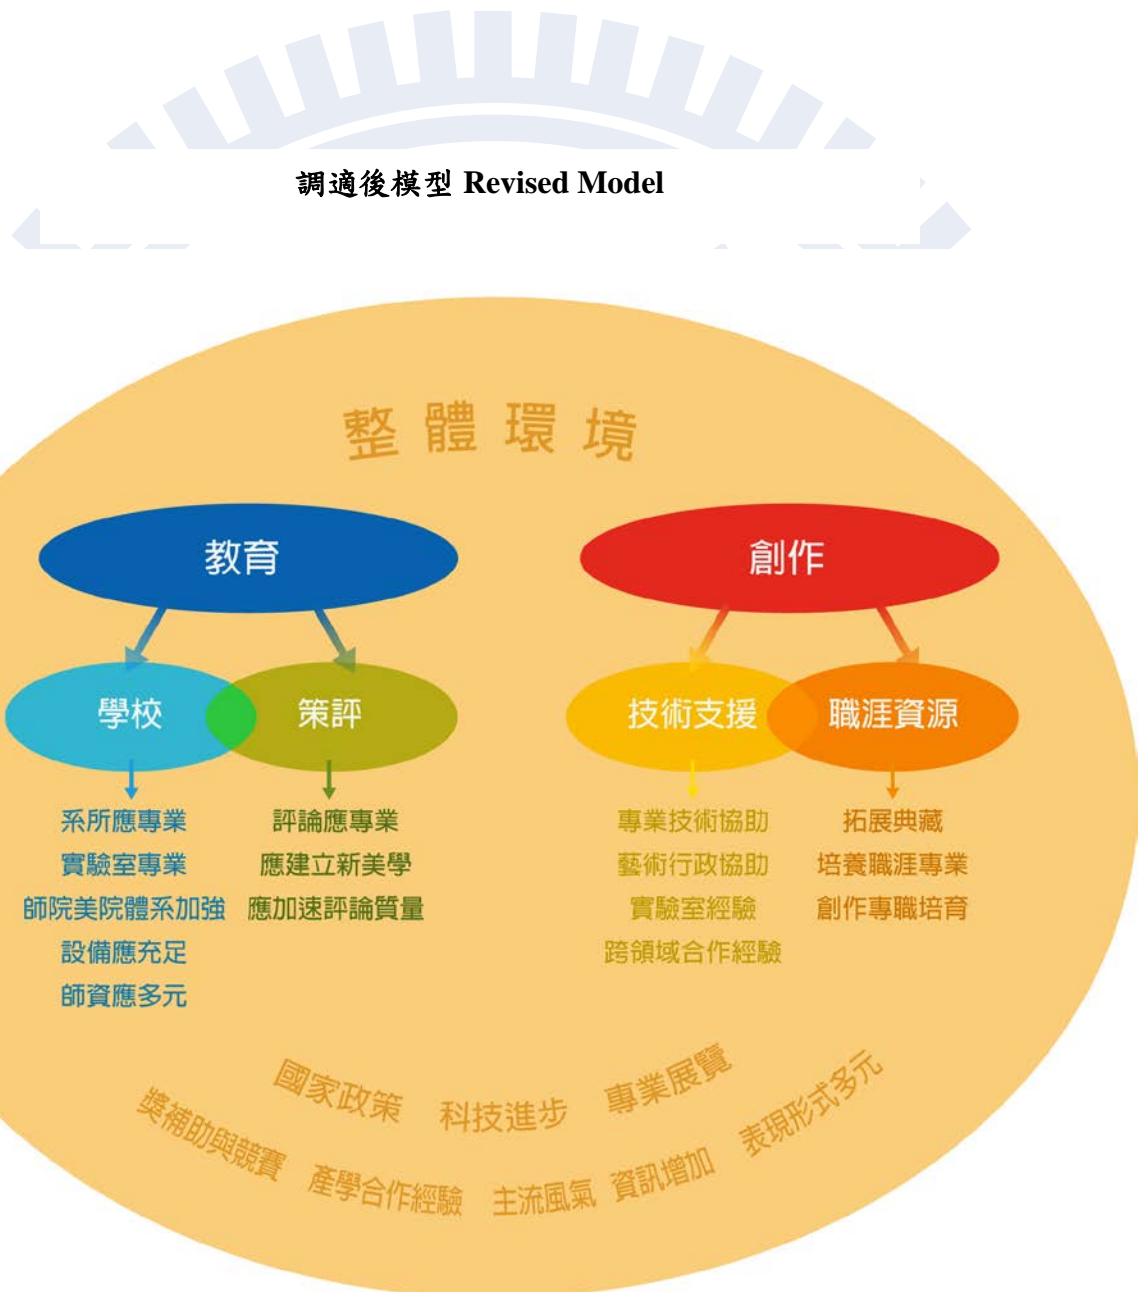 調適後模型 Revised Model
整體環境
教育
創作
學校
策評
技術支援
職涯資源
系所應專業
實驗室專業
師院美院體系加強
設備應充足
師資應多元
評論應專業
應建立新美學
應加速評論質量
專業技術協助
藝術行政協助
實驗室經驗
跨領域合作經驗
拓展典藏
培養職涯專業
創作專職培育
國家政策
科技進步
專業展覽
獎補助與競賽
產學合作經驗
主流風氣
資訊增加
表現形式多元